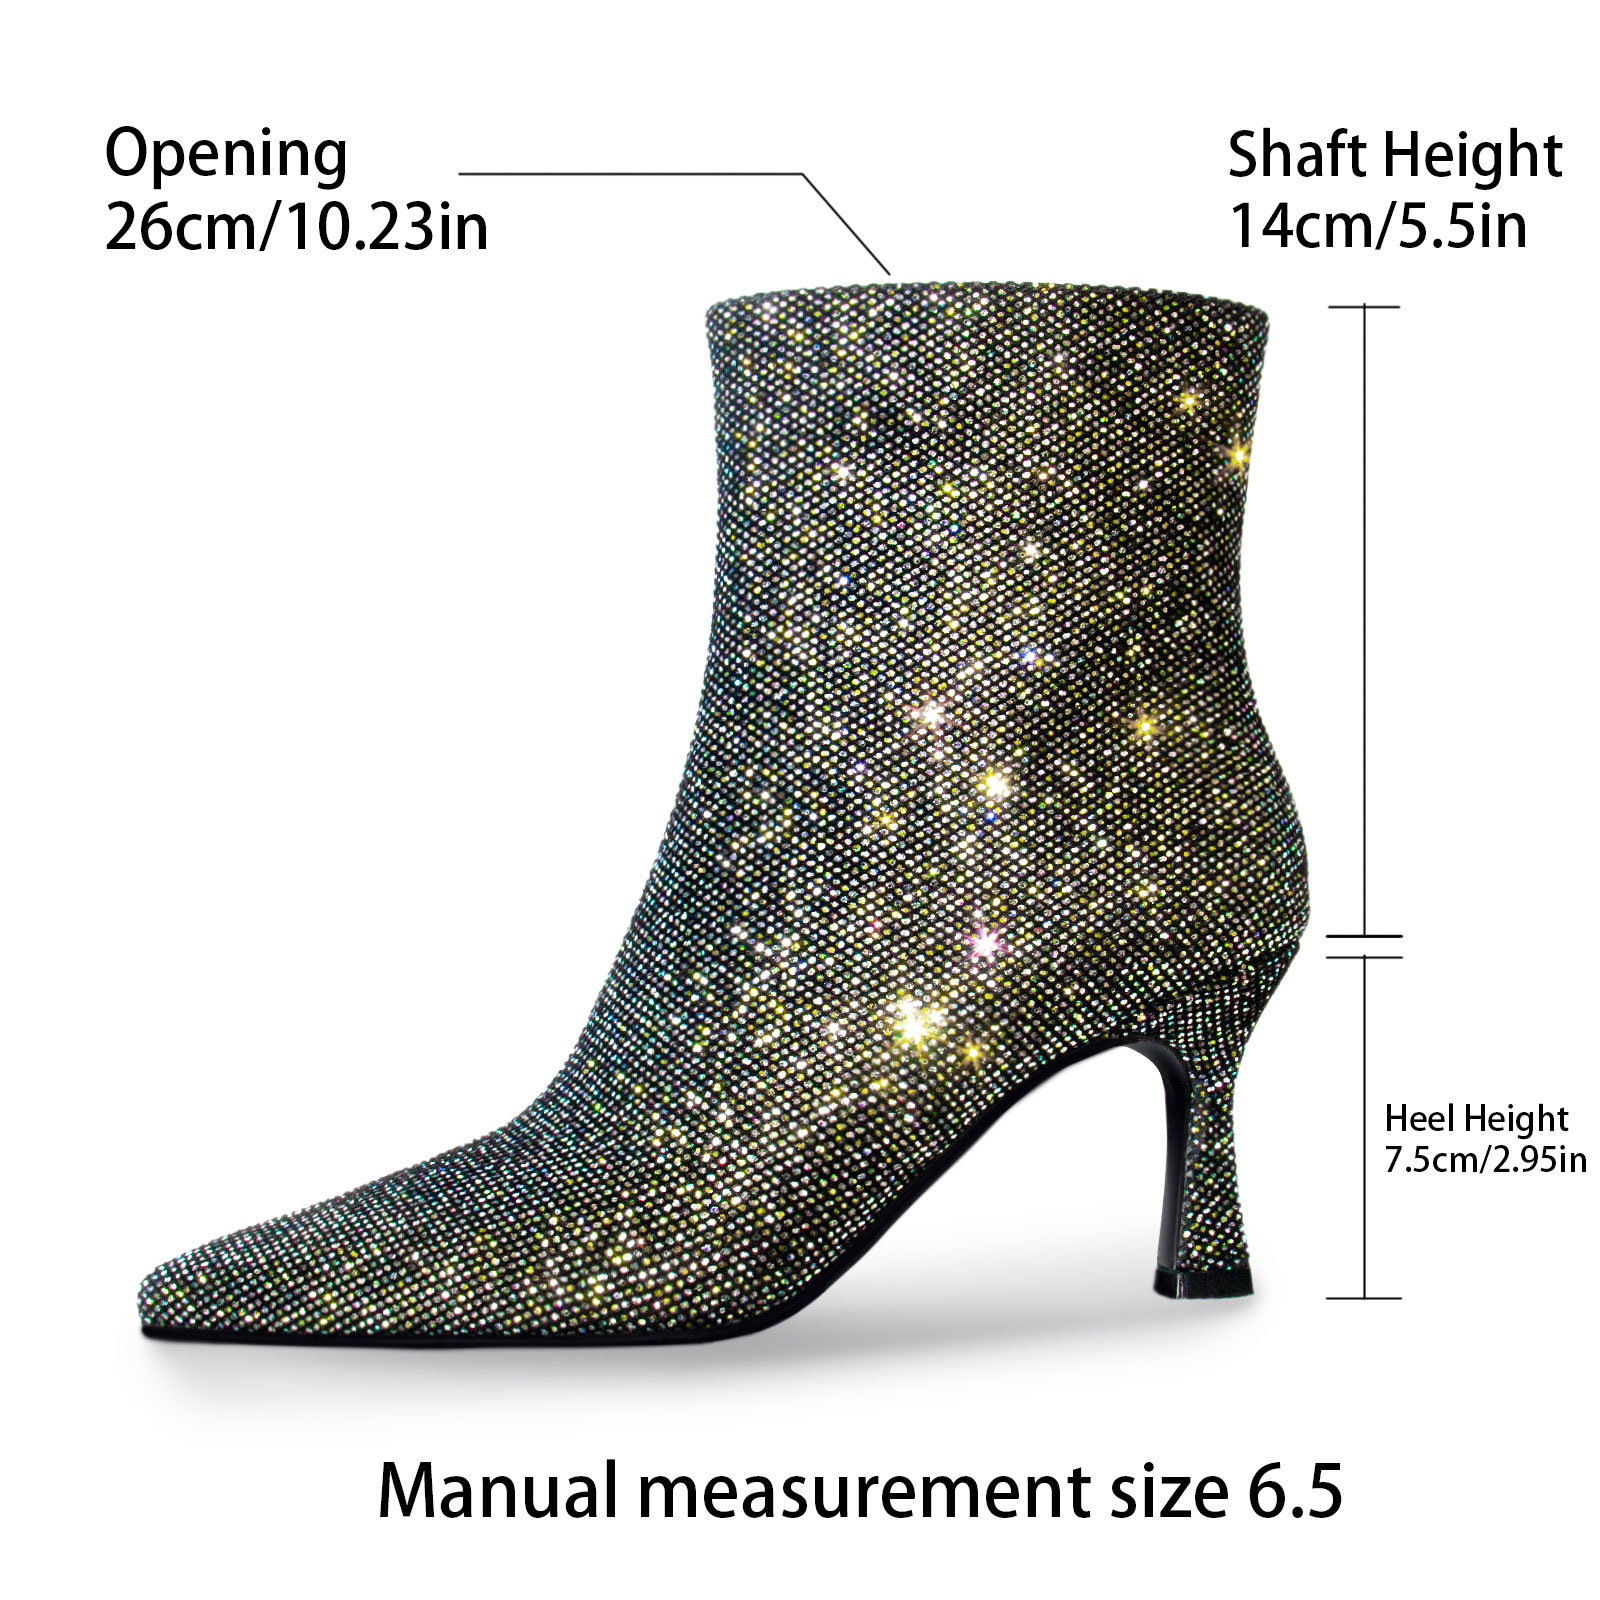 Opening
26cm/10.23in
Shaft Height
14cm/5.5in
Heel Height
7.5cm/2.95in
Manual measurement size 6.5